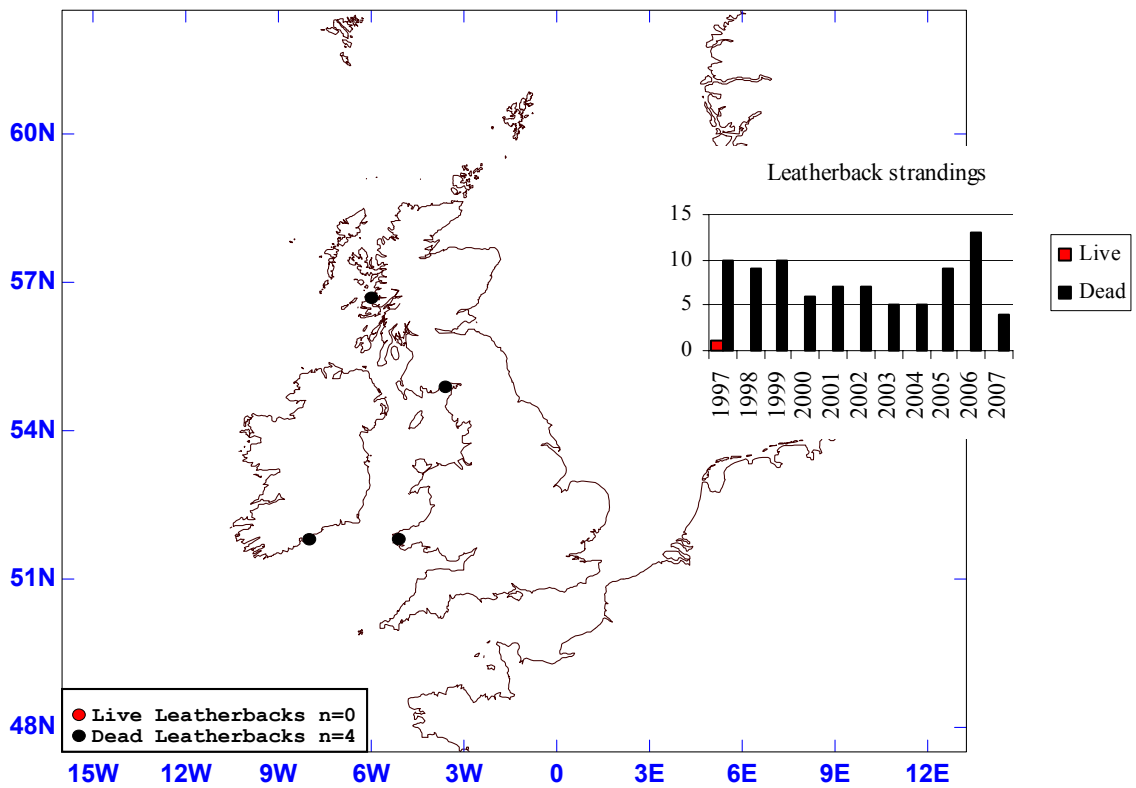 60N
57N
54N
51N
48N
15W 12W 9W 6W 3W 0 3E 6E 9E 12E
Leatherback strandings
15
10
5
0
1997 1998 1999 2000 2001 2002 2003 2004 2005 2006 2007
Live
Dead
Live Leatherbacks n=0
Dead Leatherbacks n=4